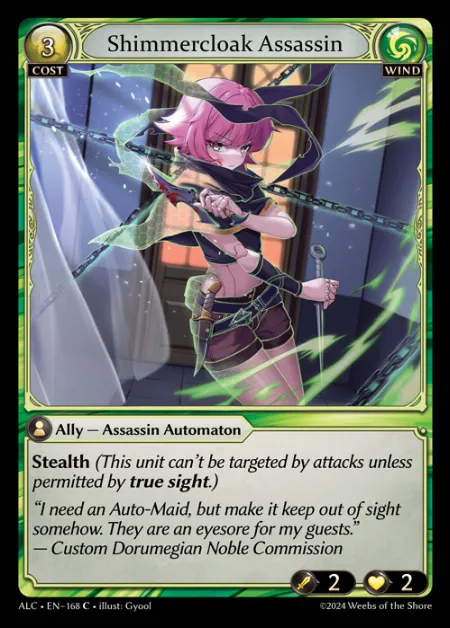 3 Shimmercloak Assassin
COST WIND
Ally — Assassin Automaton
Stealth (This unit can't be targeted by attacks unless
permitted by true sight.)
“I need an Auto-Maid, but make it keep out of sight
somehow. They are an eyesore for my guests.”
— Custom Dorumegian Noble Commission
2 2
ALC • EN–168 C • illust: Gyool ©2024 Weebs of the Shore